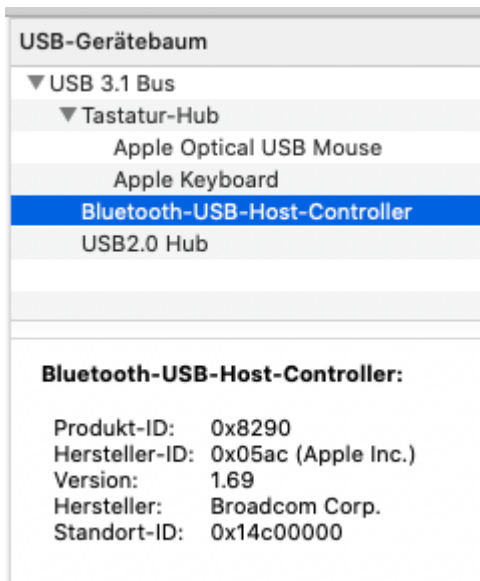 USB-Gerätebaum
USB 3.1 Bus
Tastatur-Hub
Apple Optical USB Mouse
Apple Keyboard
Bluetooth-USB-Host-Controller
USB2.0 Hub
Bluetooth-USB-Host-Controller:
Produkt-ID: 0x8290
Hersteller-ID: 0x05ac (Apple Inc.)
Version: 1.69
Hersteller: Broadcom Corp.
Standort-ID: 0x14c00000